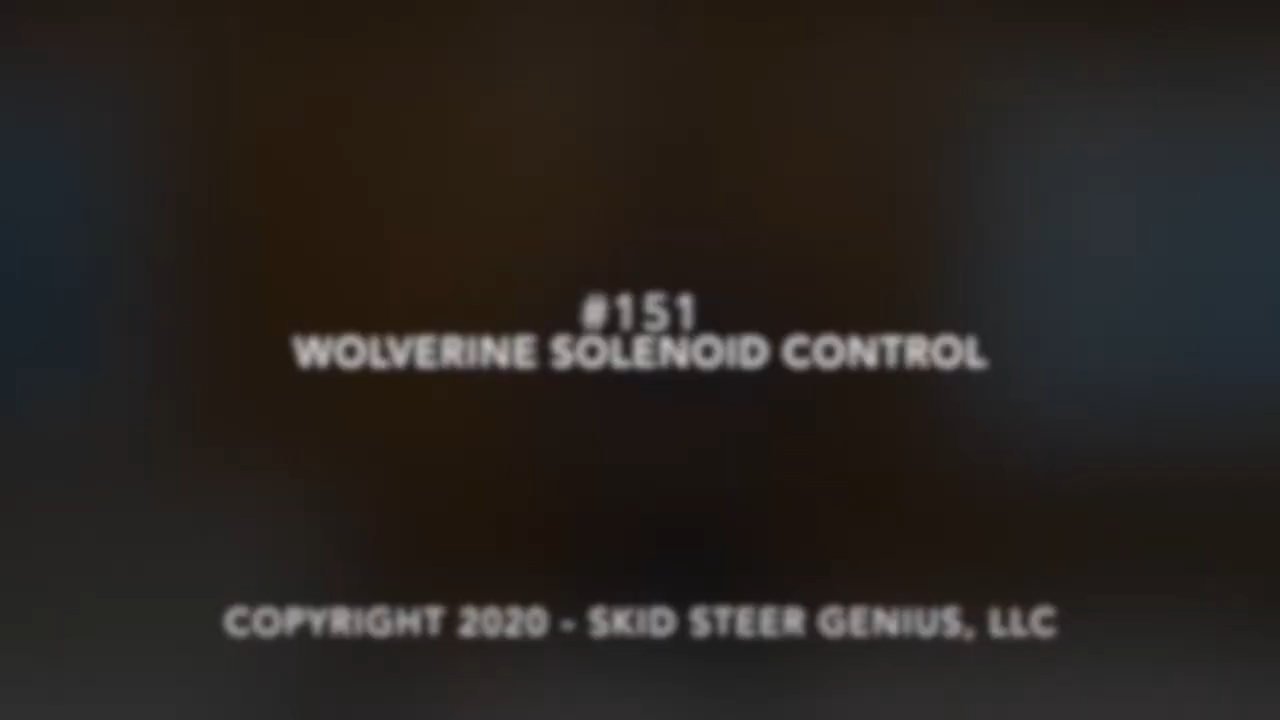 #151
WOLVERINE SOLENOID CONTROL
COPYRIGHT 2020 - SKID STEER GENIUS, LLC